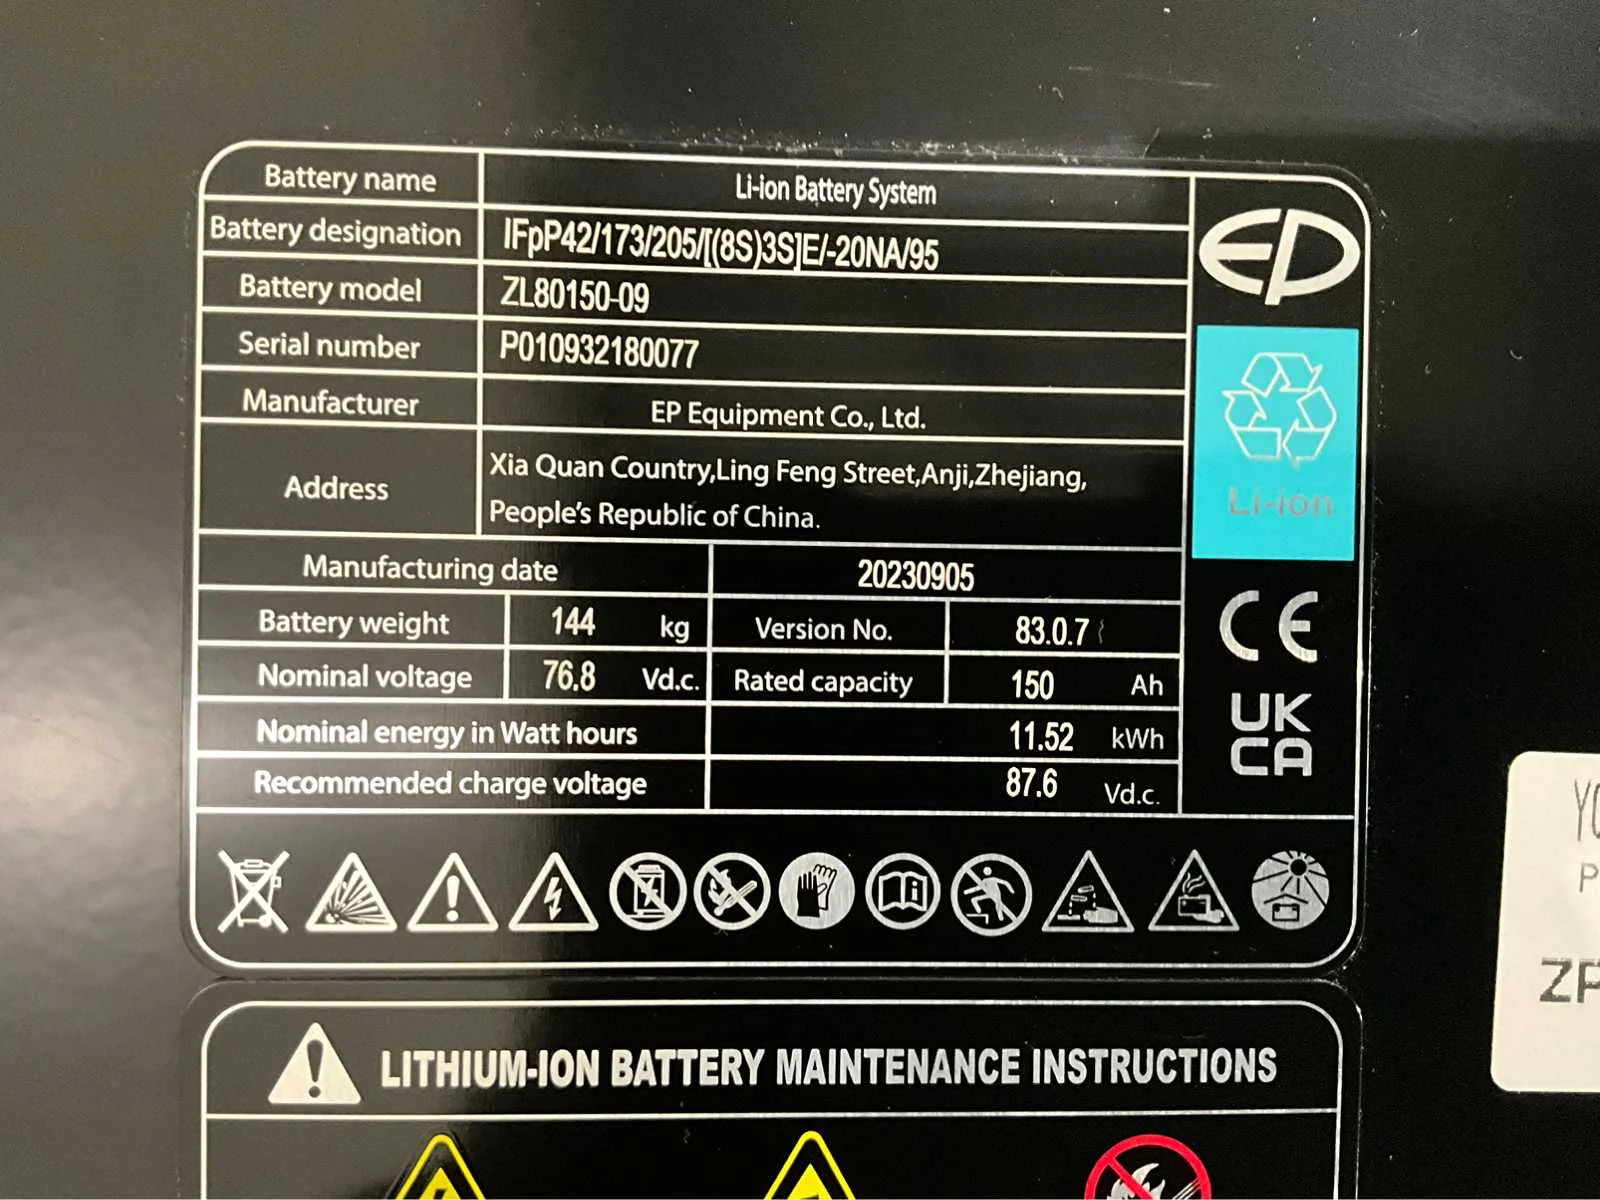 Battery name Li-ion Battery System
Battery designation IFpP42/173/205/[(8S)3S]E/-20NA/95
Battery model ZL80150-09
Serial number P010932180077
Manufacturer EP Equipment Co., Ltd.
Address Xia Quan Country,Ling Feng Street,Anji,Zhejiang,
People's Republic of China.
Manufacturing date 20230905
Battery weight 144 kg Version No. 83.0.7
Nominal voltage 76.8 Vd.c. Rated capacity 150 Ah
Nominal energy in Watt hours 11.52 kWh
Recommended charge voltage 87.6 Vd.c.
EP
Li-ion
CE
UK
CA
LITHIUM-ION BATTERY MAINTENANCE INSTRUCTIONS